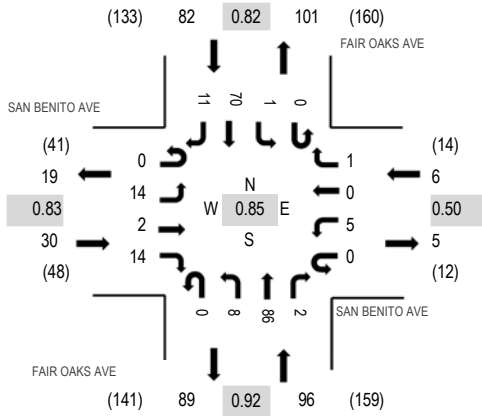 (133) 82 0.82 101 (160)
FAIR OAKS AVE
11 70 1 0
SAN BENITO AVE
(41) (14)
0 1
19 6
14 N 0
0.83 W 0.85 E 0.50
2 S 5
30 5
14 0
(48) (12)
0 8 86 2
SAN BENITO AVE
FAIR OAKS AVE
(141) 89 0.92 96 (159)